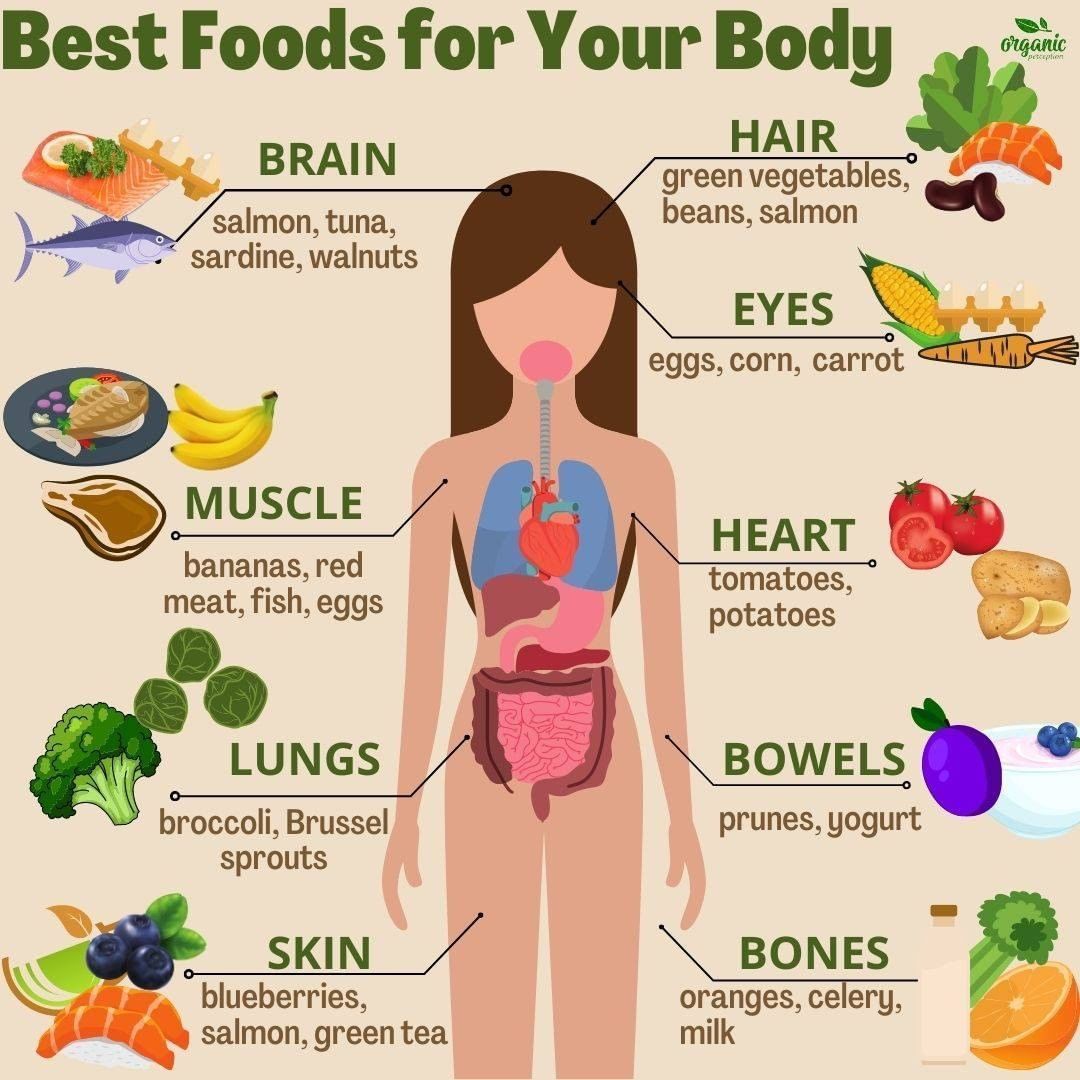 Best Foods for Your Body
organic
perception
BRAIN
salmon, tuna,
sardine, walnuts
HAIR
green vegetables,
beans, salmon
EYES
eggs, corn, carrot
MUSCLE
bananas, red
meat, fish, eggs
HEART
tomatoes,
potatoes
LUNGS
broccoli, Brussel
sprouts
BOWELS
prunes, yogurt
SKIN
blueberries,
salmon, green tea
BONES
oranges, celery,
milk